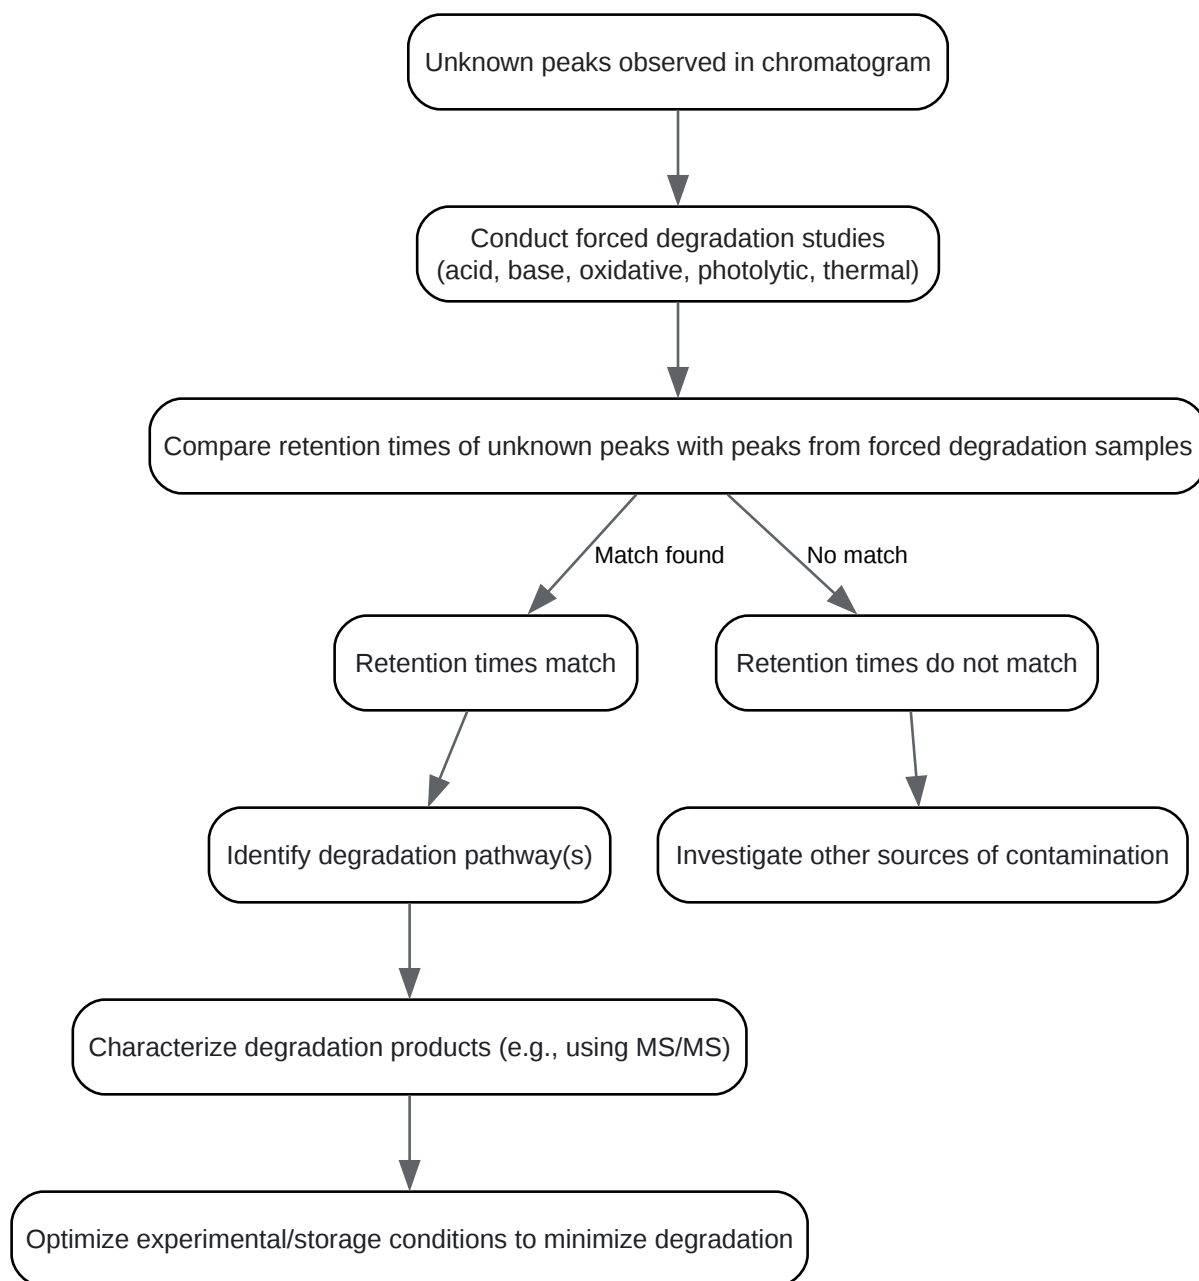 Unknown peaks observed in chromatogram
Conduct forced degradation studies
(acid, base, oxidative, photolytic, thermal)
Compare retention times of unknown peaks with peaks from forced degradation samples
Match found
No match
Retention times match
Retention times do not match
Identify degradation pathway(s)
Investigate other sources of contamination
Characterize degradation products (e.g., using MS/MS)
Optimize experimental/storage conditions to minimize degradation